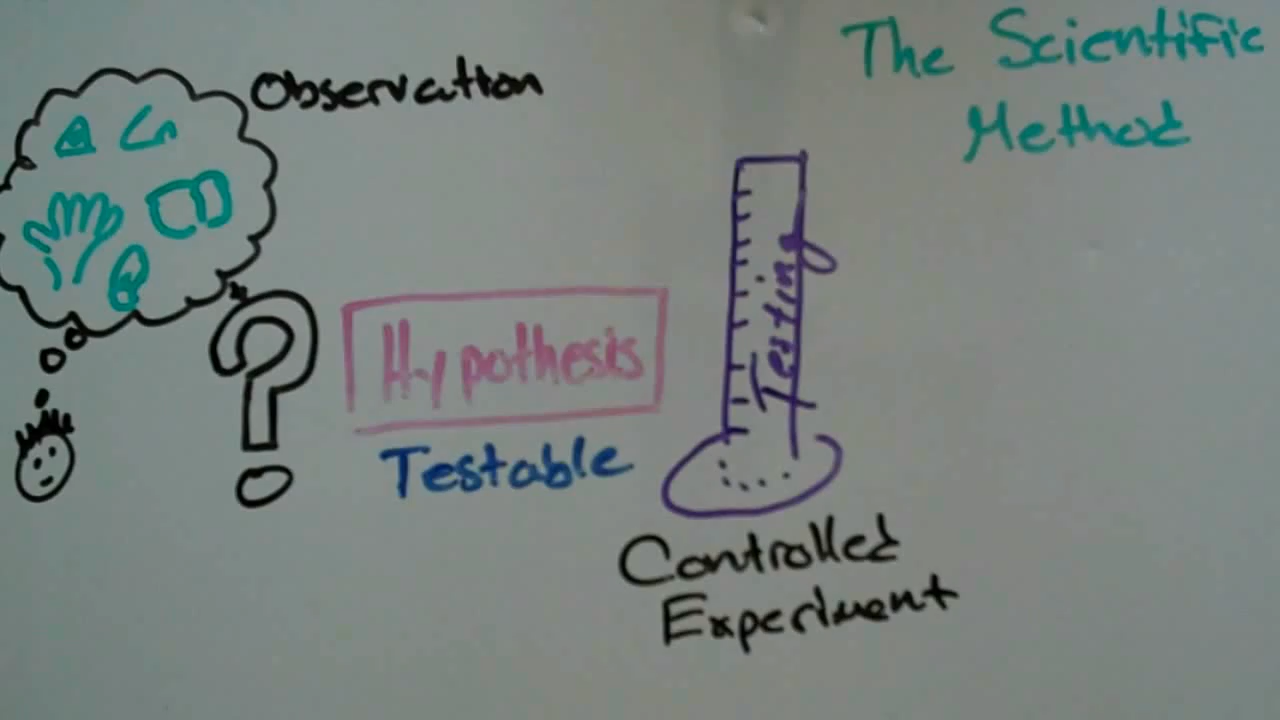 The Scientific
Method
Observation
?
Hypothesis
Testable
Testing
Controlled
Experiment